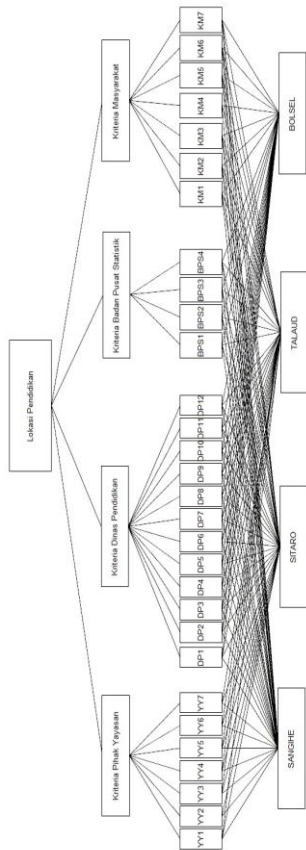 Lokasi Pendidikan
Kriteria Pihak Yayasan
Kriteria Dinas Pendidikan
Kriteria Badan Pusat Statistik
Kriteria Masyarakat
YY1
YY2
YY3
YY4
YY5
YY6
YY7
DP1
DP2
DP3
DP4
DP5
DP6
DP7
DP8
DP9
DP10
DP11
DP12
BPS1
BPS2
BPS3
BPS4
KM1
KM2
KM3
KM4
KM5
KM6
KM7
SANGIHE
SITARO
TALAUD
BOLSEL